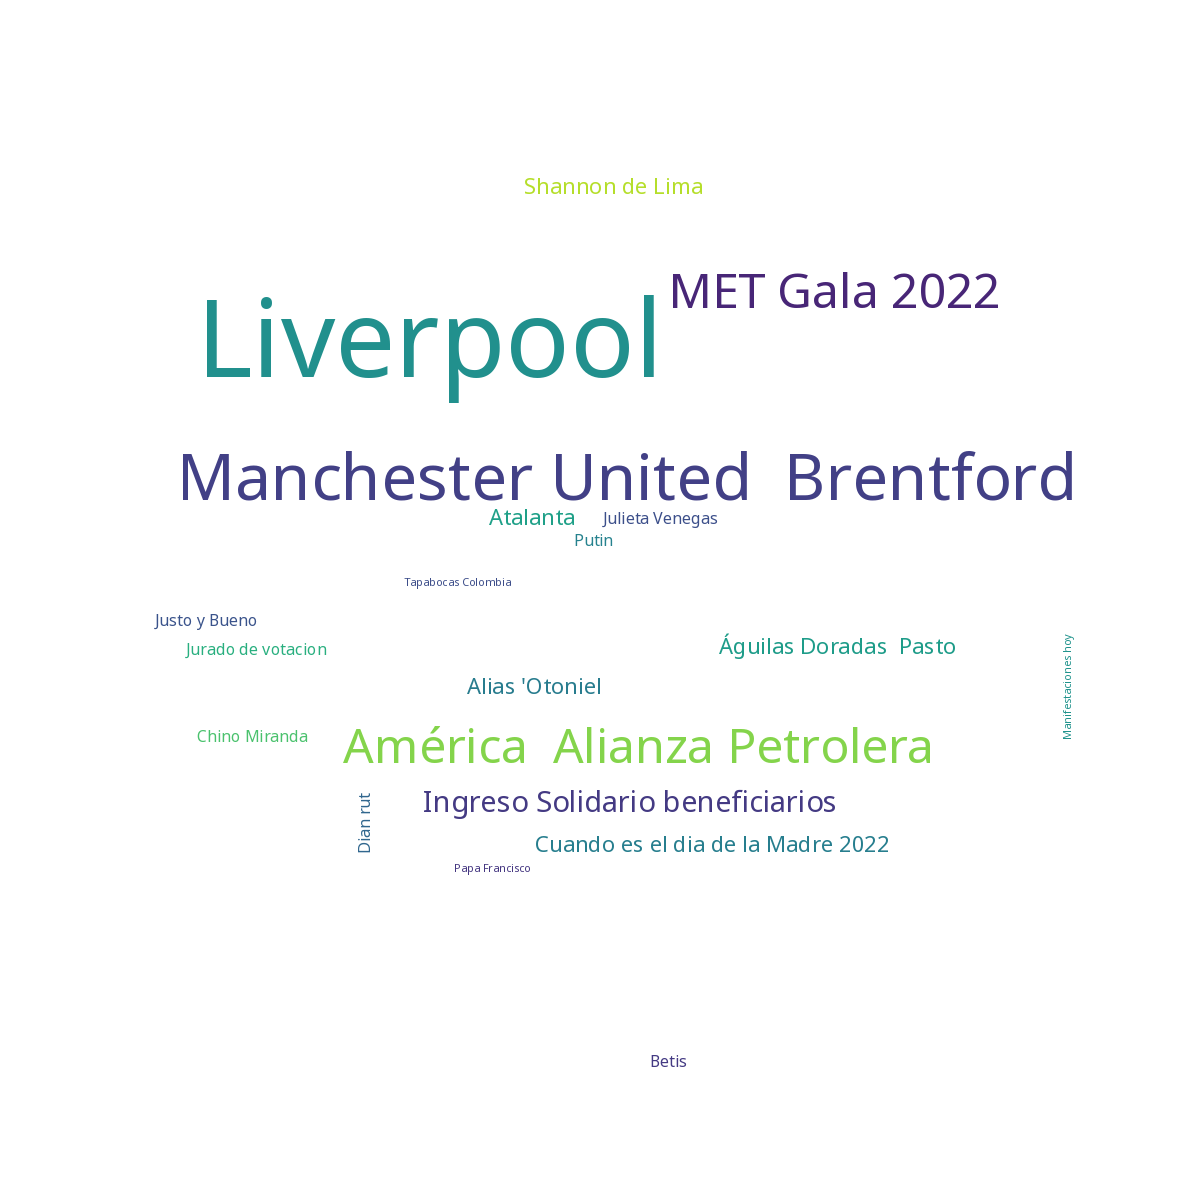 Shannon de Lima
MET Gala 2022
Liverpool
Manchester United  Brentford
Atalanta
Julieta Venegas
Putin
Tapabocas Colombia
Justo y Bueno
Jurado de votacion
Águilas Doradas  Pasto
Manifestaciones hoy
Alias 'Otoniel
Chino Miranda
América  Alianza Petrolera
Dian rut
Ingreso Solidario beneficiarios
Cuando es el dia de la Madre 2022
Papa Francisco
Betis